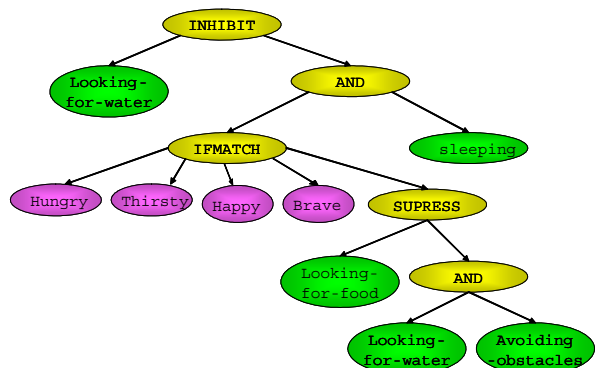 INHIBIT
Looking-
for-water
AND
IFMATCH
sleeping
Hungry
Thirsty
Happy
Brave
SUPRESS
Looking-
for-food
AND
Looking-
for-water
Avoiding
-obstacles